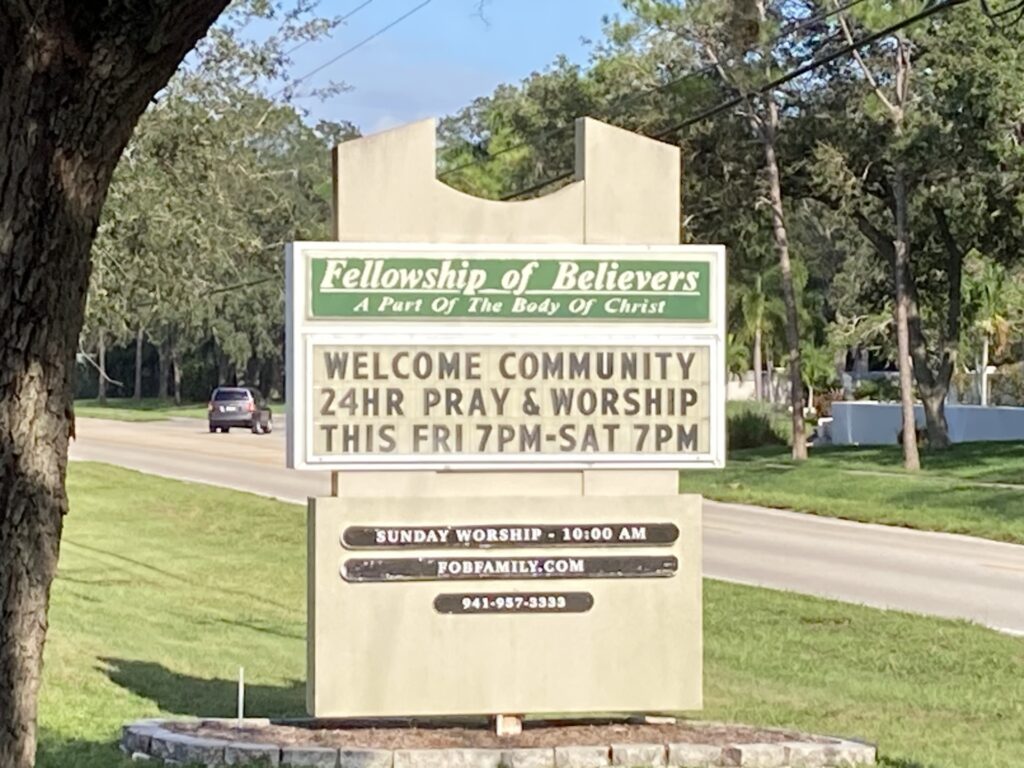 Fellowship of Believers
A Part Of The Body Of Christ
WELCOME COMMUNITY
24HR PRAY & WORSHIP
THIS FRI 7PM-SAT 7PM
SUNDAY WORSHIP - 10:00 AM
FOBFAMILY.COM
941-957-3333